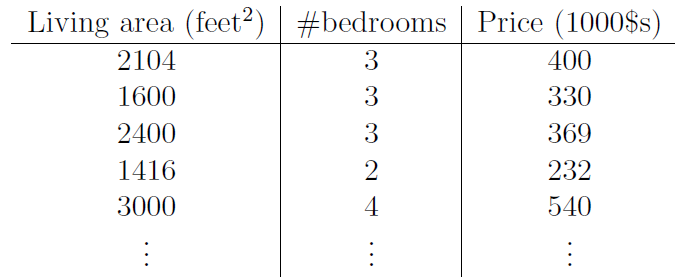 Living area (feet²) #bedrooms Price (1000$s)
2104 3 400
1600 3 330
2400 3 369
1416 2 232
3000 4 540
⋮ ⋮ ⋮